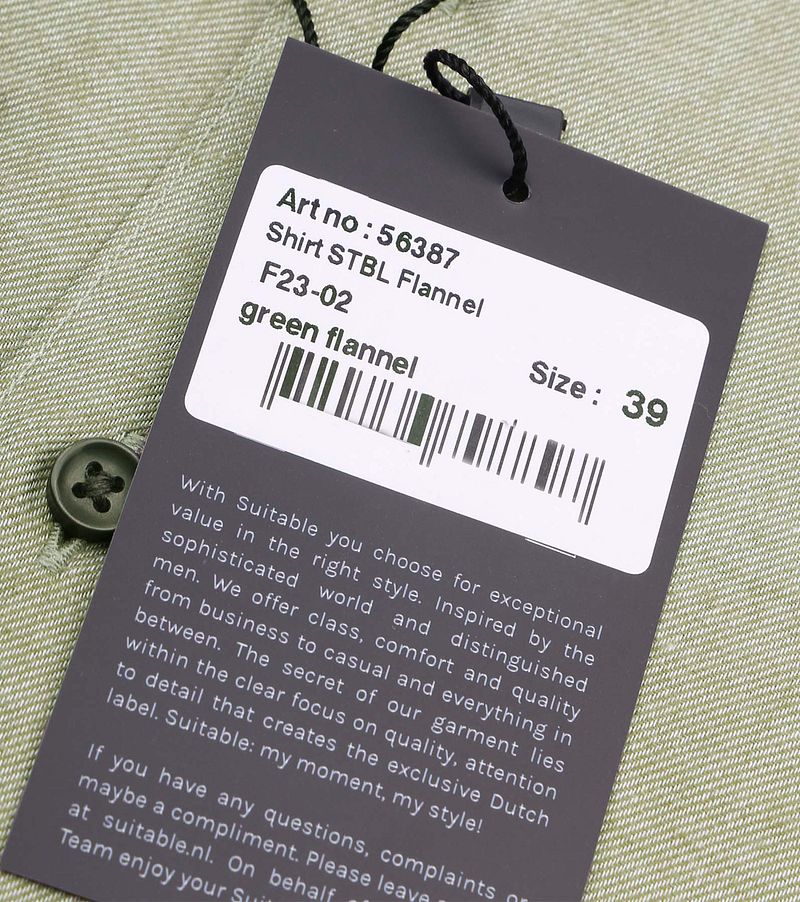 Art no : 56387
Shirt STBL Flannel
F23-02
green flannel
Size : 39
With Suitable you choose for exceptional
value in the right style. Inspired by the
sophisticated world and distinguished
men. We offer class, comfort and quality
from business to casual and everything in
between. The secret of our garment lies
within the clear focus on quality, attention
to detail that creates the exclusive Dutch
label. Suitable: my moment, my style!
If you have any questions, complaints or
maybe a compliment. Please leave
at suitable.nl. On behalf
Team enjoy your